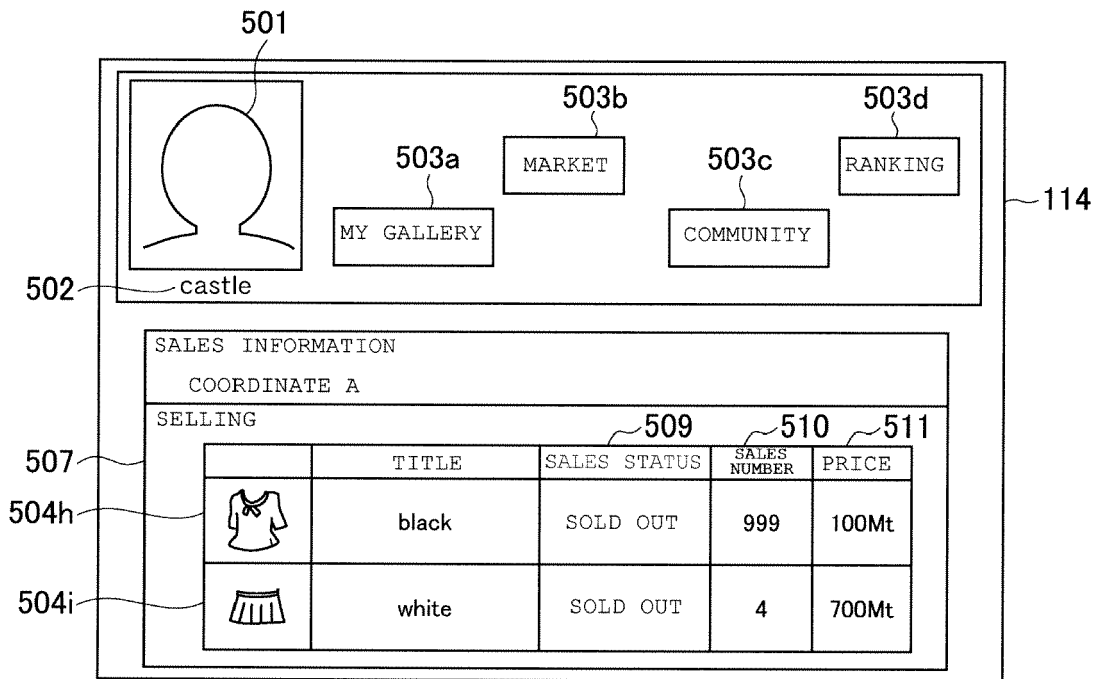 501
503b
503d
503a
MARKET
503c
RANKING
114
MY GALLERY
COMMUNITY
502
castle
SALES INFORMATION
COORDINATE A
SELLING
509
510
511
507
TITLE
SALES STATUS
SALES
NUMBER
PRICE
504h
black
SOLD OUT
999
100Mt
504i
white
SOLD OUT
4
700Mt